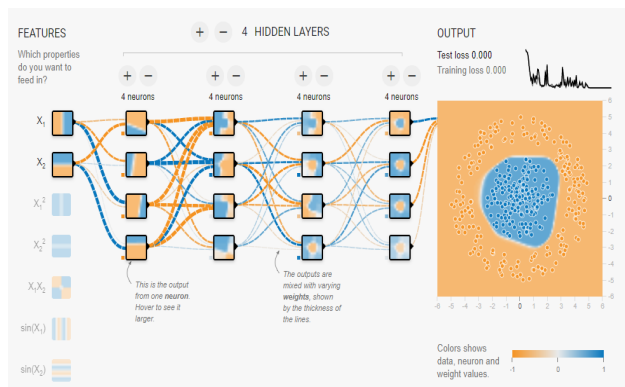 FEATURES
Which properties
do you want to
feed in?
X₁
X₂
X₁²
X₂²
X₁X₂
sin(X₁)
sin(X₂)
+ − 4 HIDDEN LAYERS
+ − + − + − + −
4 neurons 4 neurons 4 neurons 4 neurons
This is the output
from one neuron.
Hover to see it
larger.
The outputs are
mixed with varying
weights, shown
by the thickness of
the lines.
OUTPUT
Test loss 0.000
Training loss 0.000
6
5
4
3
2
1
0
-1
-2
-3
-4
-5
-6
-6 -5 -4 -3 -2 -1 0 1 2 3 4 5 6
Colors shows
data, neuron and
weight values.
-1 0 1